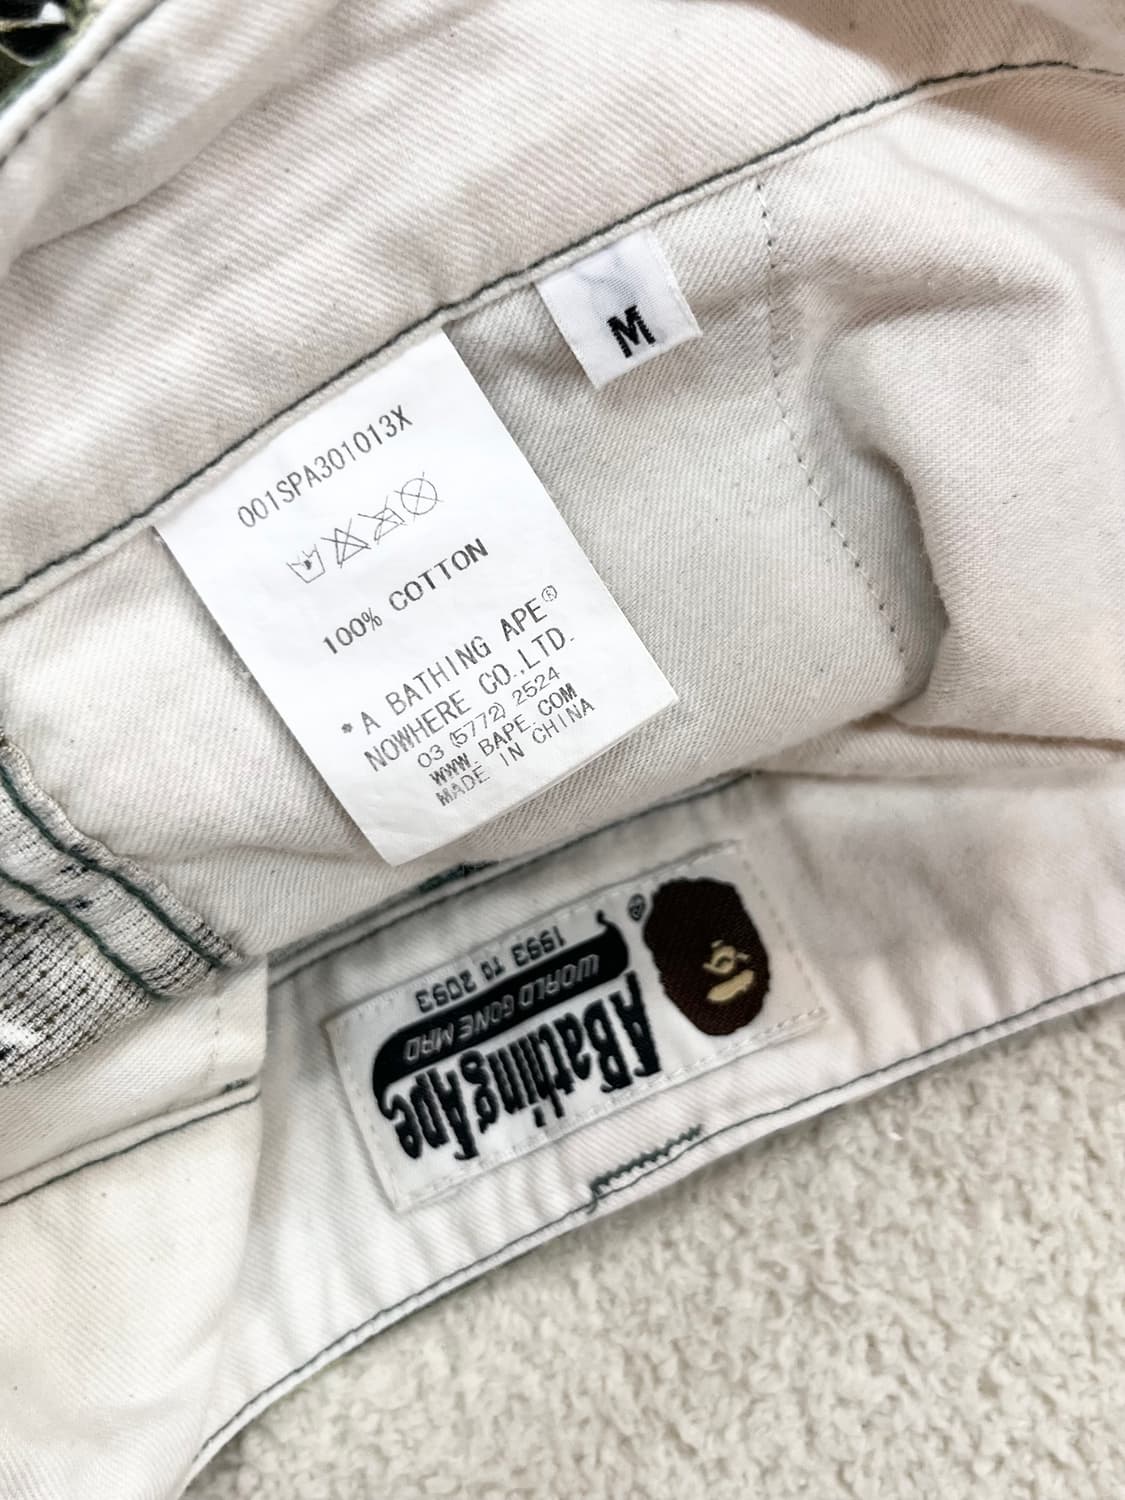 M
001SPA301013X
100% COTTON
*A BATHING APE®
NOWHERE CO.,LTD.
03 (5772) 2524
WWW.BAPE.COM
MADE IN CHINA
A Bathing Ape
WORLD GONE MAD
1993 TO 2093
®